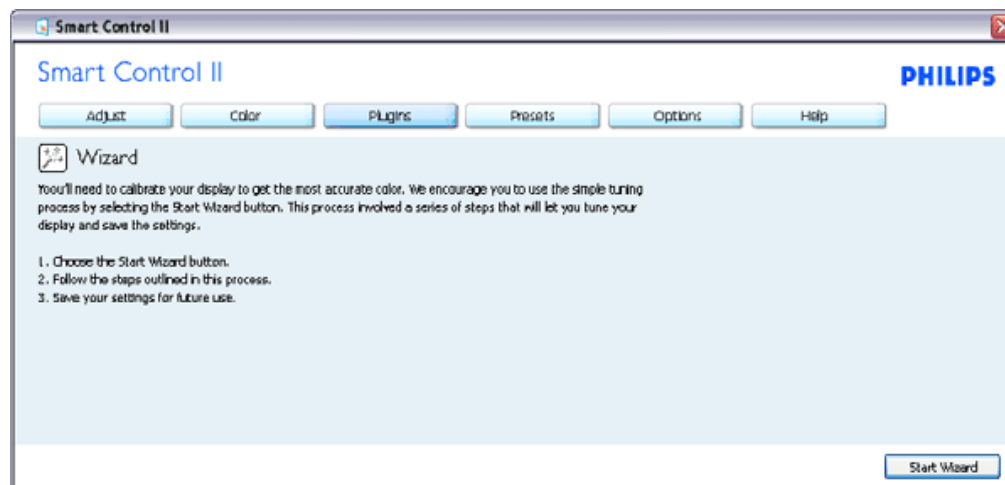 Smart Control II
Smart Control II
PHILIPS
Adjust Color Plugins Presets Options Help
Wizard
Yoou'll need to calibrate your display to get the most accurate color. We encourage you to use the simple tuning
process by selecting the Start Wizard button. This process involved a series of steps that will let you tune your
display and save the settings.
1. Choose the Start Wizard button.
2. Follow the steps outlined in this process.
3. Save your settings for future use.
Start Wizard